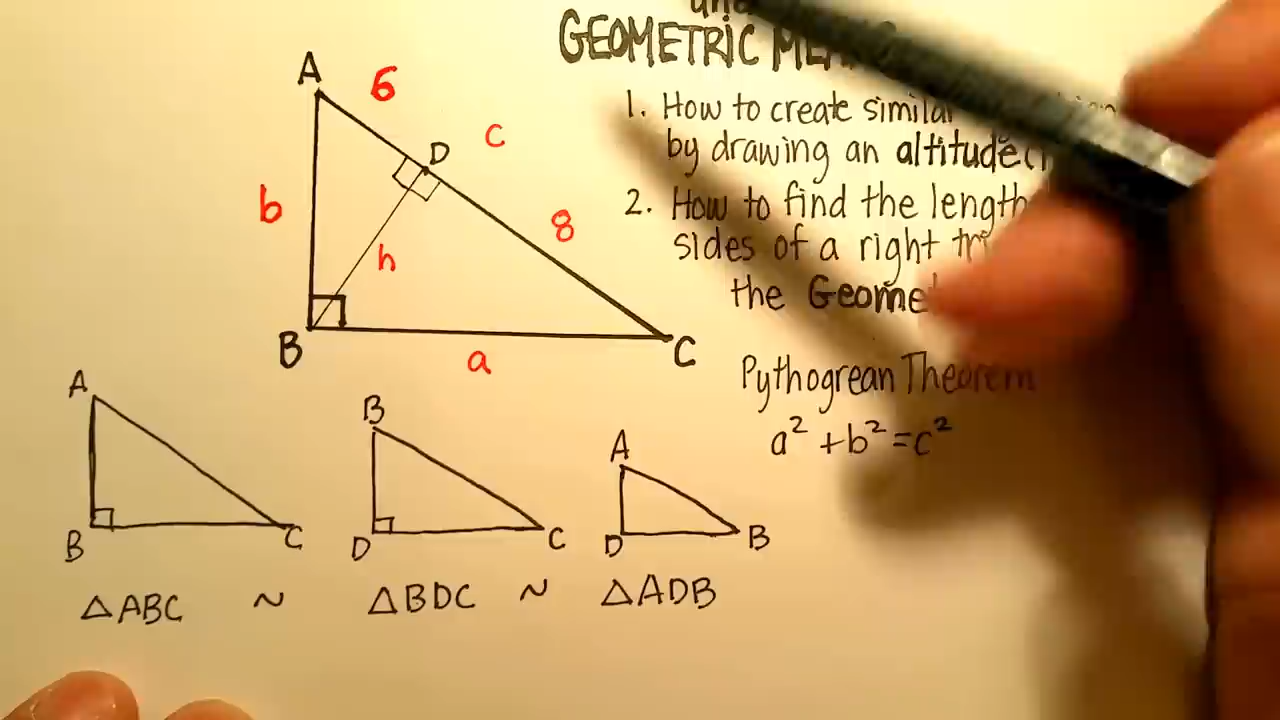 GEOMETRIC
1. How to create similar
by drawing an altitude
2. How to find the length
sides of a right
the
Pythogrean Theorem
a² + b² = c²
A
6
c
D
b
h
8
B
a
C
A
B
C
B
D
C
A
D
B
△ABC ~ △BDC ~ △ADB